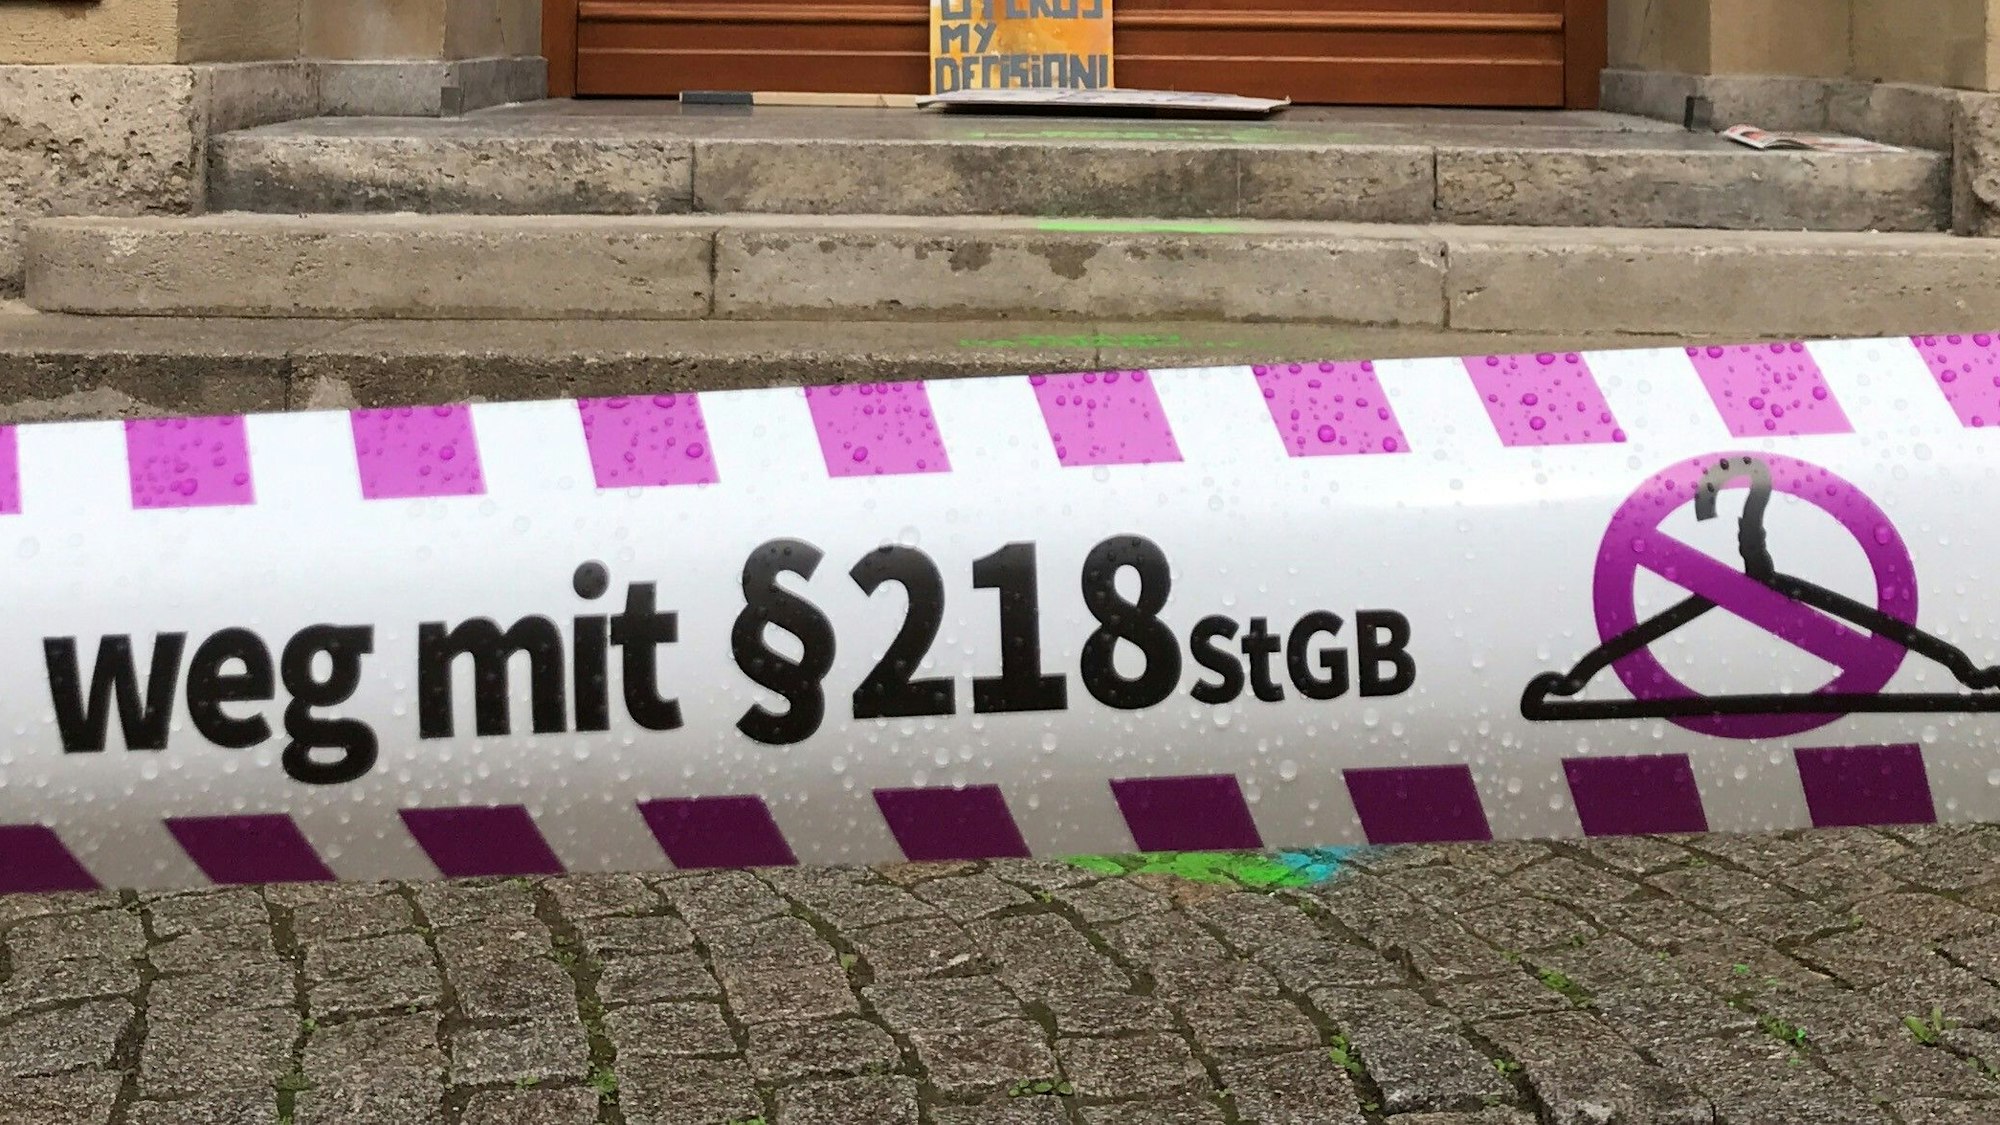 MY
DECISION!
weg mit §218 StGB